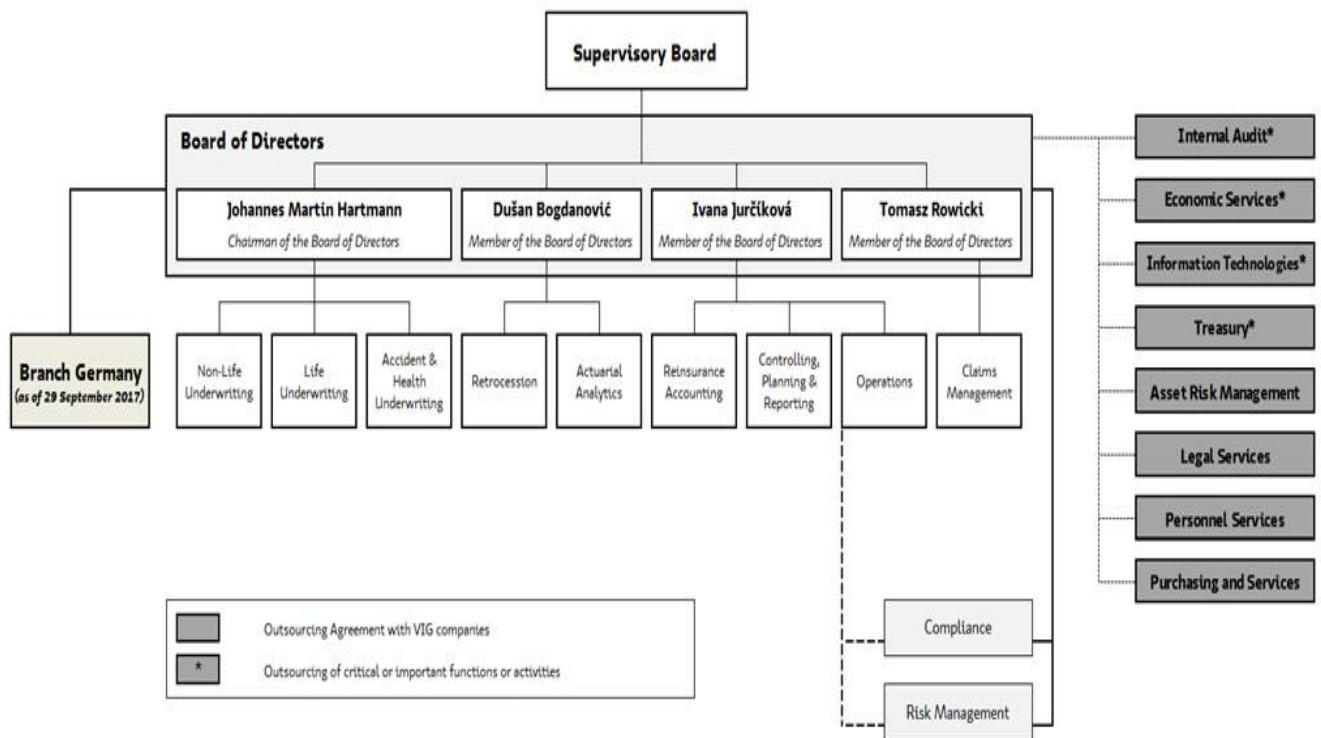 Supervisory Board
Board of Directors
Johannes Martin Hartmann
Chairman of the Board of Directors
Dušan Bogdanović
Member of the Board of Directors
Ivana Jurčíková
Member of the Board of Directors
Tomasz Rowicki
Member of the Board of Directors
Branch Germany
(as of 29 September 2017)
Non-Life
Underwriting
Life
Underwriting
Accident &
Health
Underwriting
Retrocession
Actuarial
Analytics
Reinsurance
Accounting
Controlling,
Planning &
Reporting
Operations
Claims
Management
Internal Audit*
Economic Services*
Information Technologies*
Treasury*
Asset Risk Management
Legal Services
Personnel Services
Purchasing and Services
Compliance
Risk Management
Outsourcing Agreement with VIG companies
*
Outsourcing of critical or important functions or activities